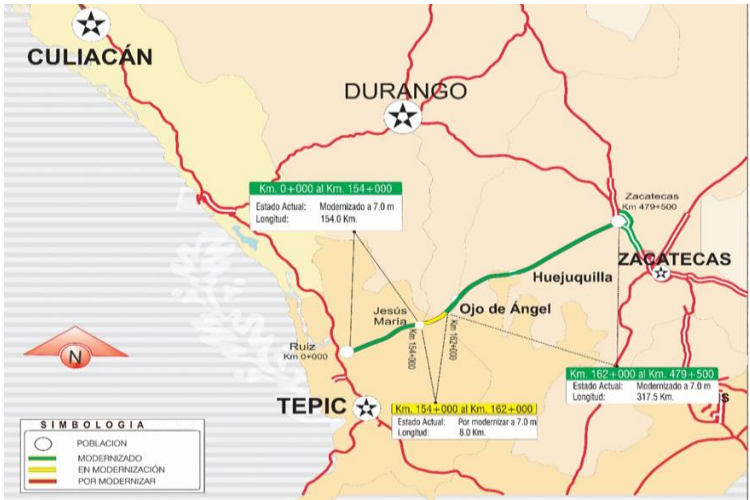 CULIACÁN
DURANGO
Km. 0+000 al Km. 154+000
Estado Actual: Modernizado a 7.0 m
Longitud: 154.0 Km.
Zacatecas
Km 479+500
ZACATECAS
Huejuquilla
Ojo de Ángel
Jesús
Maria
Km 154+000
Km 162+000
Ruiz
Km 0+000
N
TEPIC
Km. 154+000 al Km. 162+000
Estado Actual: Por modernizar a 7.0 m
Longitud: 8.0 Km.
Km. 162+000 al Km. 479+500
Estado Actual: Modernizado a 7.0 m
Longitud: 317.5 Km.
S
SIMBOLOGIA
POBLACION
MODERNIZADO
EN MODERNIZACIÓN
POR MODERNIZAR